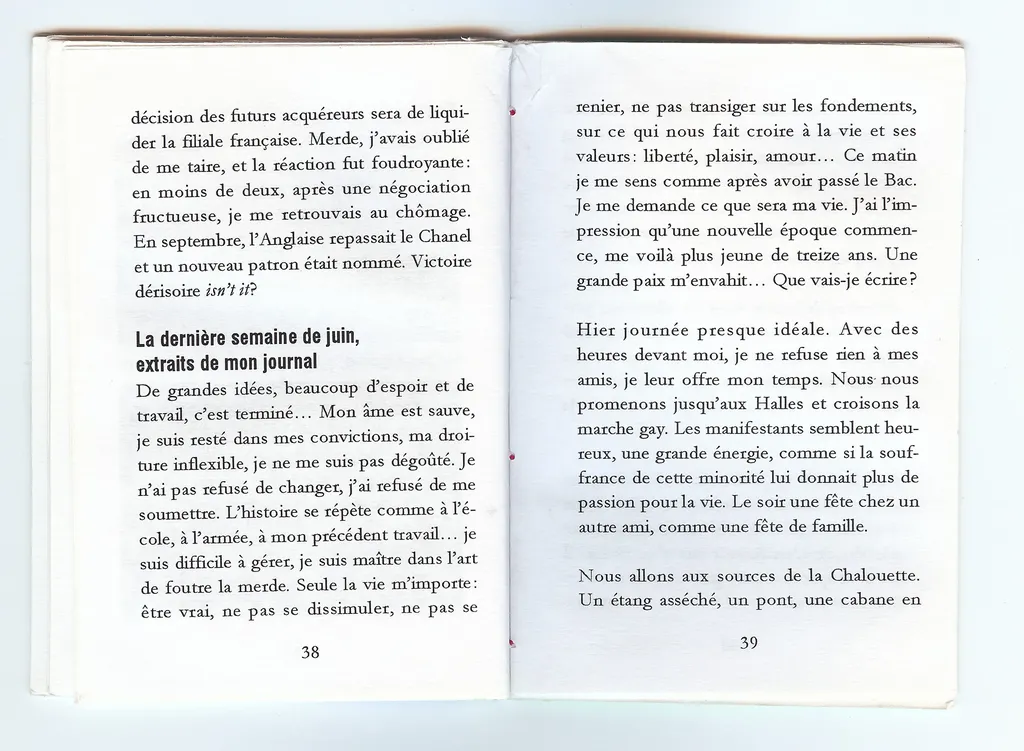 décision des futurs acquéreurs sera de liqui-
der la filiale française. Merde, j'avais oublié
de me taire, et la réaction fut foudroyante :
en moins de deux, après une négociation
fructueuse, je me retrouvais au chômage.
En septembre, l'Anglaise repassait le Chanel
et un nouveau patron était nommé. Victoire
dérisoire isn't it?
La dernière semaine de juin,
extraits de mon journal
De grandes idées, beaucoup d'espoir et de
travail, c'est terminé... Mon âme est sauve,
je suis resté dans mes convictions, ma droi-
ture inflexible, je ne me suis pas dégoûté. Je
n'ai pas refusé de changer, j'ai refusé de me
soumettre. L'histoire se répète comme à l'é-
cole, à l'armée, à mon précédent travail... je
suis difficile à gérer, je suis maître dans l'art
de foutre la merde. Seule la vie m'importe :
être vrai, ne pas se dissimuler, ne pas se
38
renier, ne pas transiger sur les fondements,
sur ce qui nous fait croire à la vie et ses
valeurs : liberté, plaisir, amour... Ce matin
je me sens comme après avoir passé le Bac.
Je me demande ce que sera ma vie. J'ai l'im-
pression qu'une nouvelle époque commen-
ce, me voilà plus jeune de treize ans. Une
grande paix m'envahit... Que vais-je écrire?
Hier journée presque idéale. Avec des
heures devant moi, je ne refuse rien à mes
amis, je leur offre mon temps. Nous nous
promenons jusqu'aux Halles et croisons la
marche gay. Les manifestants semblent heu-
reux, une grande énergie, comme si la souf-
france de cette minorité lui donnait plus de
passion pour la vie. Le soir une fête chez un
autre ami, comme une fête de famille.
Nous allons aux sources de la Chalouette.
Un étang asséché, un pont, une cabane en
39